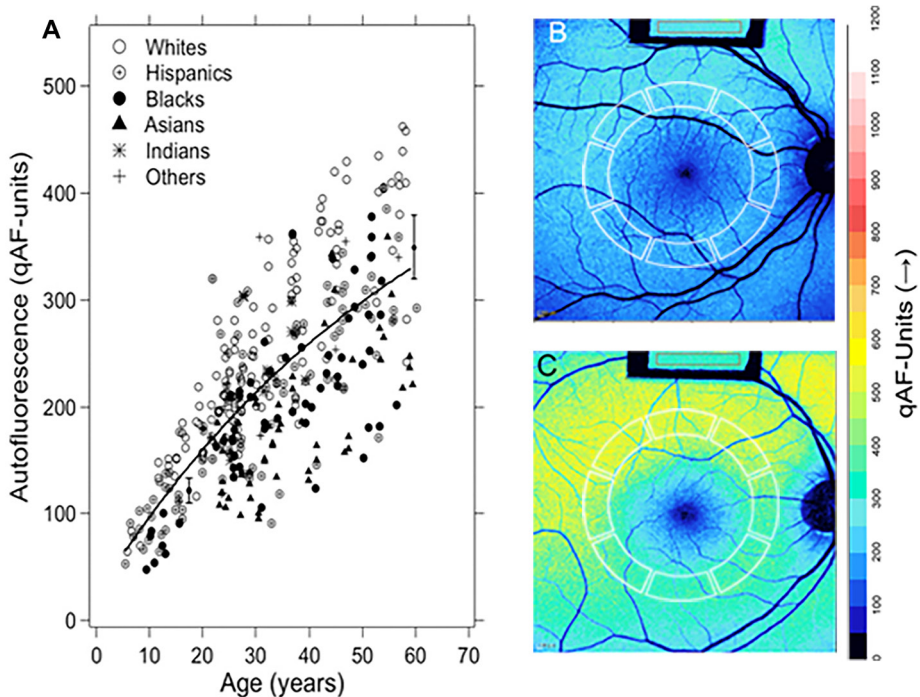 A
Whites
Hispanics
Blacks
Asians
Indians
Others
Autofluorescence (qAF-units)
500
400
300
200
100
0
0 10 20 30 40 50 60 70
Age (years)
B
C
1200
1100
1000
900
800
700
600
500
400
300
200
100
0
qAF-Units (→)